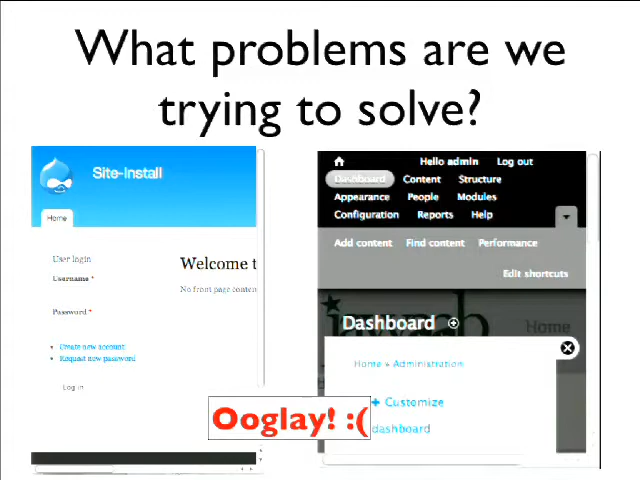 What problems are we
trying to solve?
Site-Install
Home
User login
Username *
Password *
Create new account
Request new password
Log in
Welcome t
No front page conten
Hello admin Log out
Dashboard Content Structure
Appearance People Modules
Configuration Reports Help
Add content Find content Performance
Edit shortcuts
Home
Dashboard
Home » Administration
Customize
dashboard
Ooglay! :(